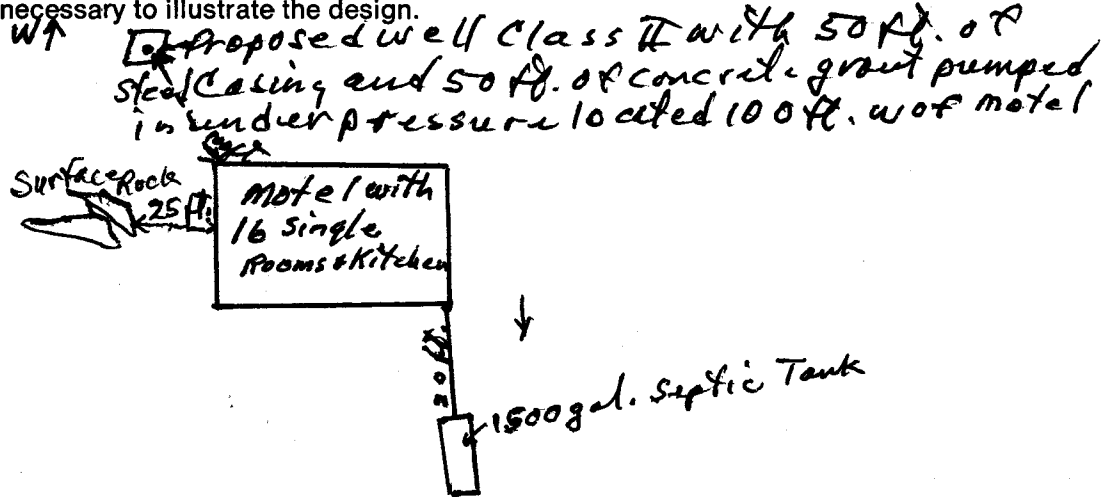 necessary to illustrate the design.
W↑
proposed well Class II with 50 ft. of
steel Casing and 50 ft. of concrete grout pumped
in under pressure located 100 ft. w of motel
Surface Rock
25 ft.
motel with
16 single
Rooms & Kitchen
20 ft.
1500 gal. Septic Tank